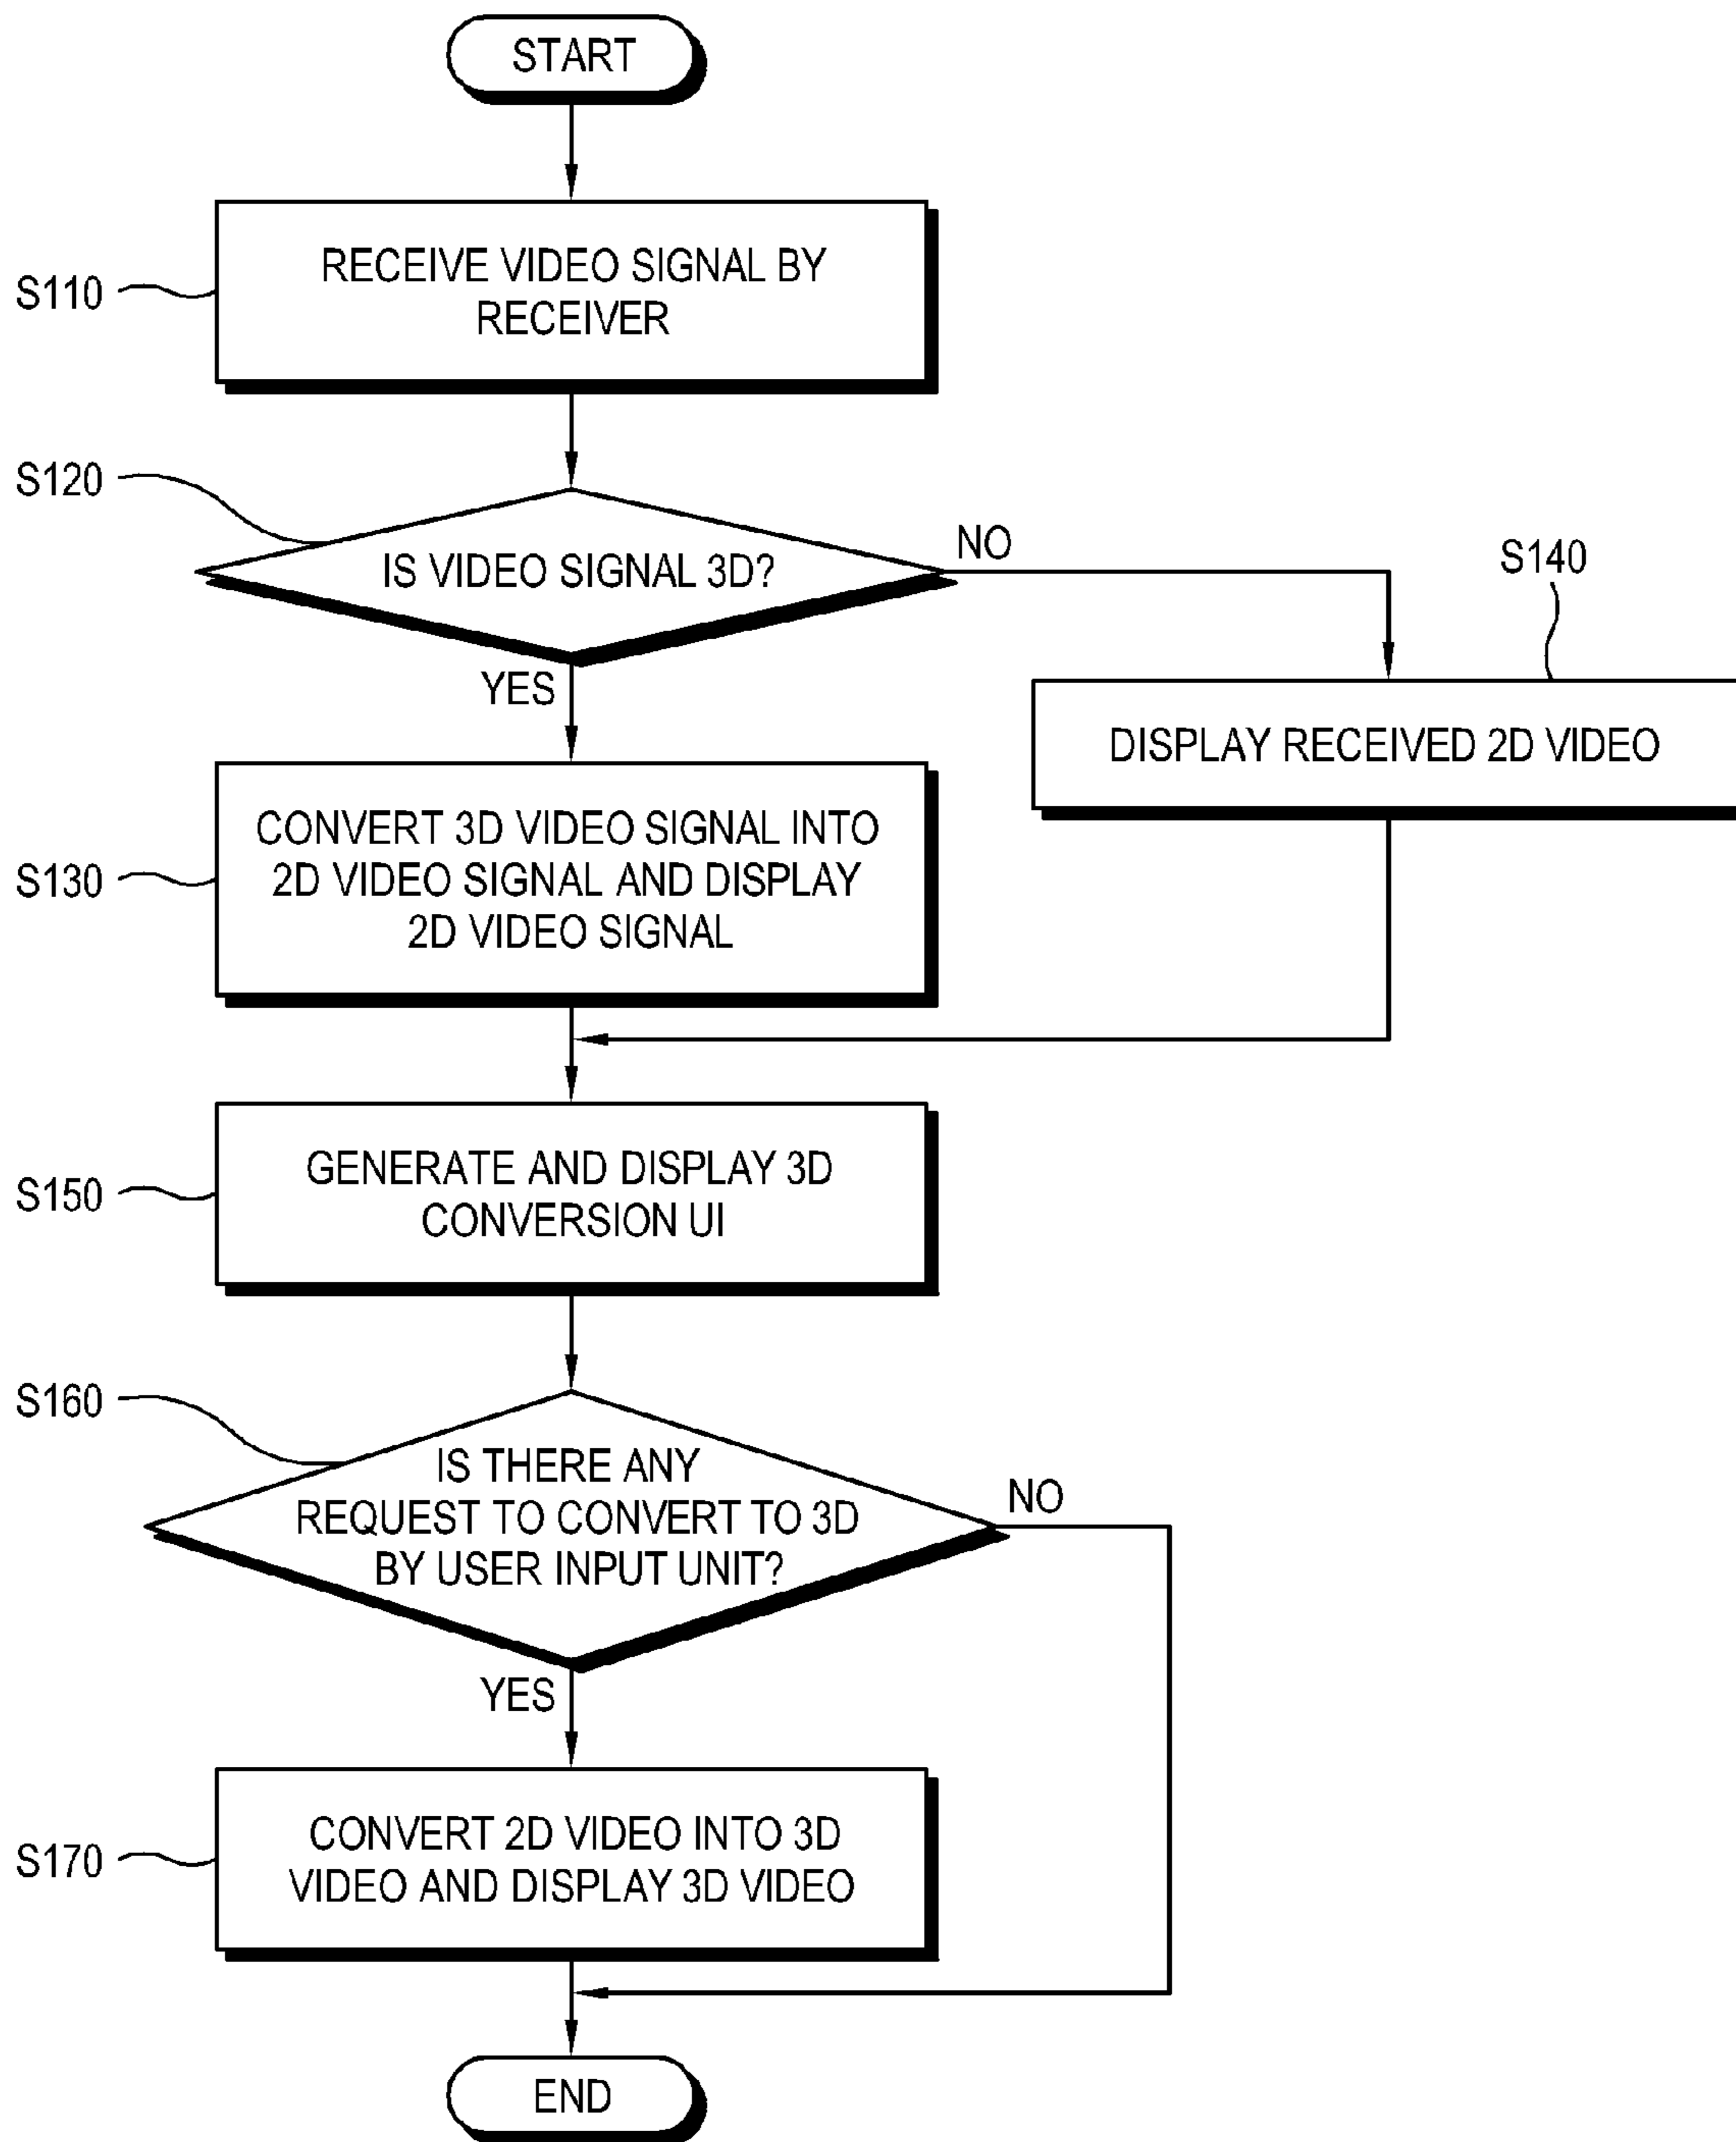 START
S110
RECEIVE VIDEO SIGNAL BY
RECEIVER
S120
IS VIDEO SIGNAL 3D?
NO
YES
S140
DISPLAY RECEIVED 2D VIDEO
S130
CONVERT 3D VIDEO SIGNAL INTO
2D VIDEO SIGNAL AND DISPLAY
2D VIDEO SIGNAL
S150
GENERATE AND DISPLAY 3D
CONVERSION UI
S160
IS THERE ANY
REQUEST TO CONVERT TO 3D
BY USER INPUT UNIT?
NO
YES
S170
CONVERT 2D VIDEO INTO 3D
VIDEO AND DISPLAY 3D VIDEO
END